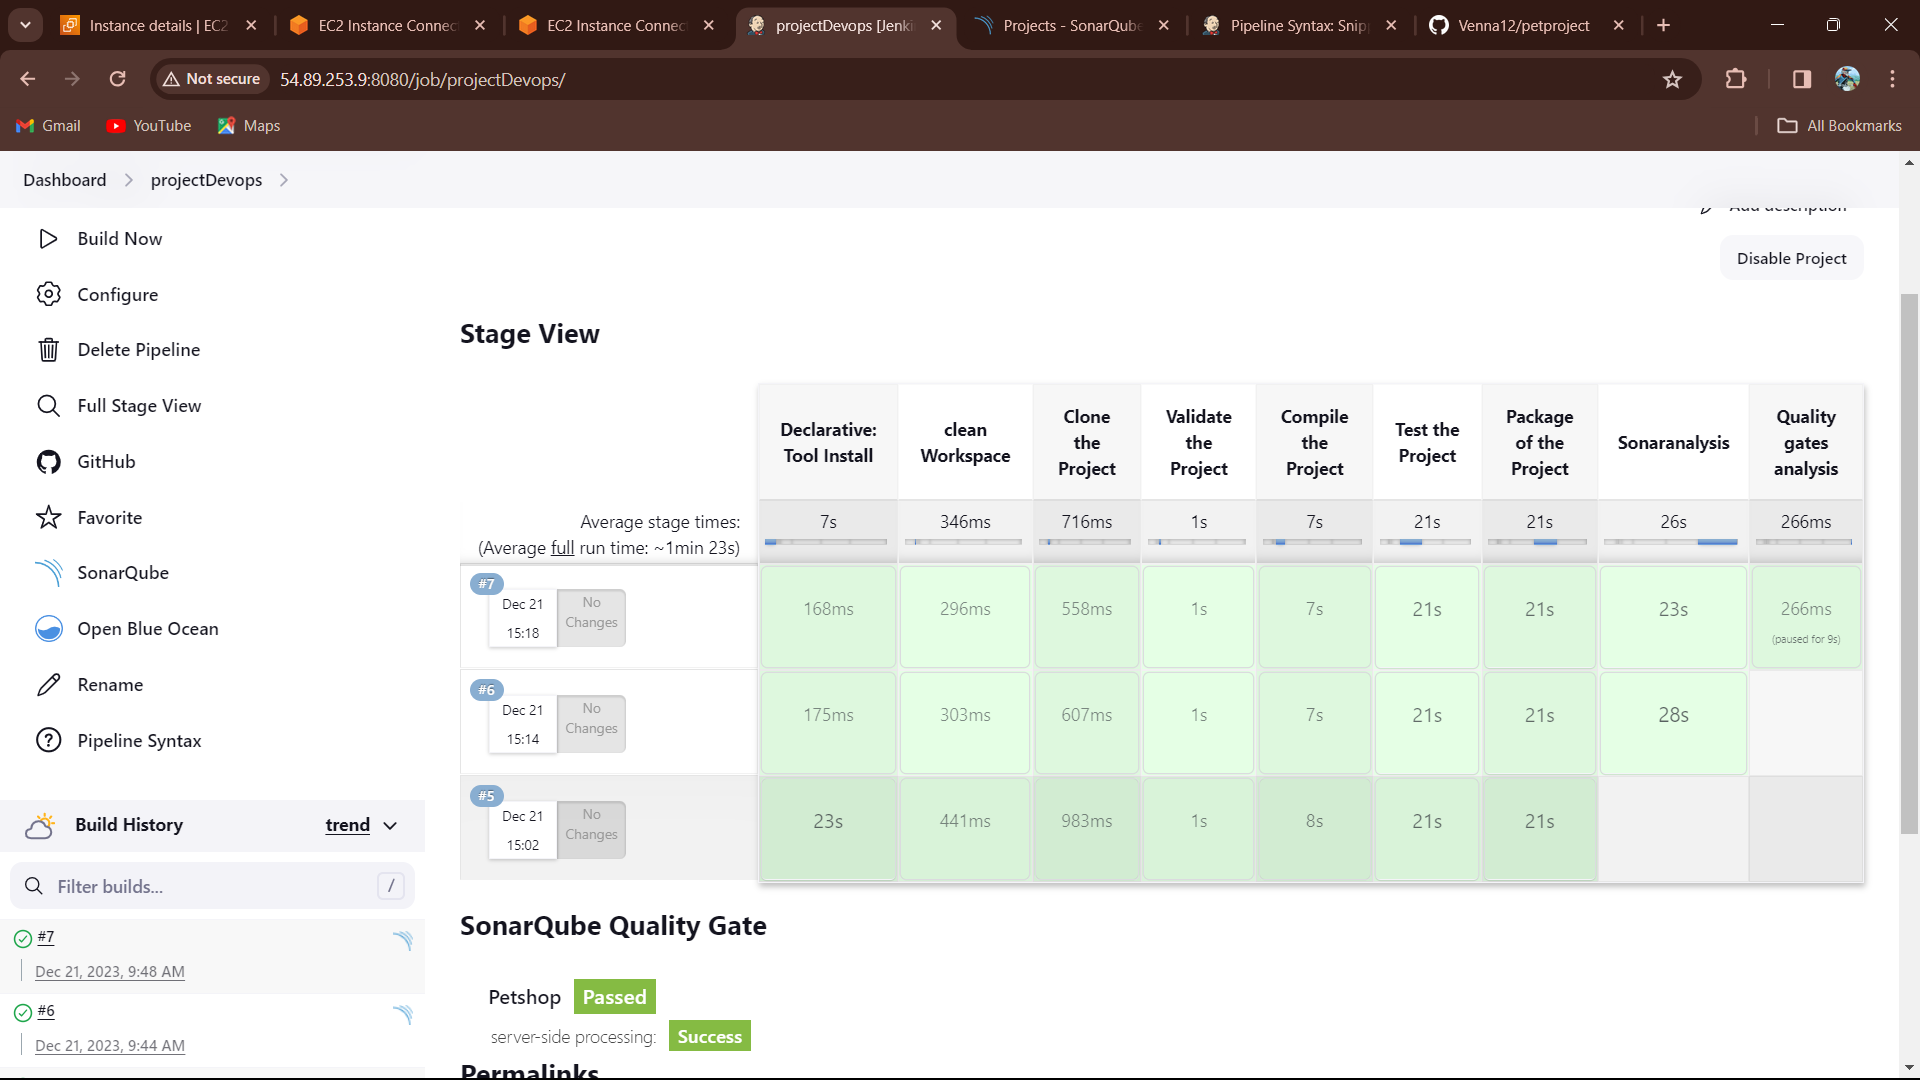 Instance details | EC2
EC2 Instance Connec
EC2 Instance Connec
projectDevops [Jenki
Projects - SonarQube
Pipeline Syntax: Snip
Venna12/petproject
Not secure
54.89.253.9:8080/job/projectDevops/
Gmail
YouTube
Maps
All Bookmarks
Dashboard
projectDevops
Add description
Disable Project
Build Now
Configure
Delete Pipeline
Full Stage View
GitHub
Favorite
SonarQube
Open Blue Ocean
Rename
Pipeline Syntax
Build History
trend
Filter builds...
/
#7
Dec 21, 2023, 9:48 AM
#6
Dec 21, 2023, 9:44 AM
Stage View
Declarative:
Tool Install
clean
Workspace
Clone
the
Project
Validate
the
Project
Compile
the
Project
Test the
Project
Package
of the
Project
Sonaranalysis
Quality
gates
analysis
Average stage times:
(Average full run time: ~1min 23s)
7s
346ms
716ms
1s
7s
21s
21s
26s
266ms
#7
Dec 21
15:18
No
Changes
168ms
296ms
558ms
1s
7s
21s
21s
23s
266ms
(paused for 9s)
#6
Dec 21
15:14
No
Changes
175ms
303ms
607ms
1s
7s
21s
21s
28s
#5
Dec 21
15:02
No
Changes
23s
441ms
983ms
1s
8s
21s
21s
SonarQube Quality Gate
Petshop Passed
server-side processing: Success
Permalinks